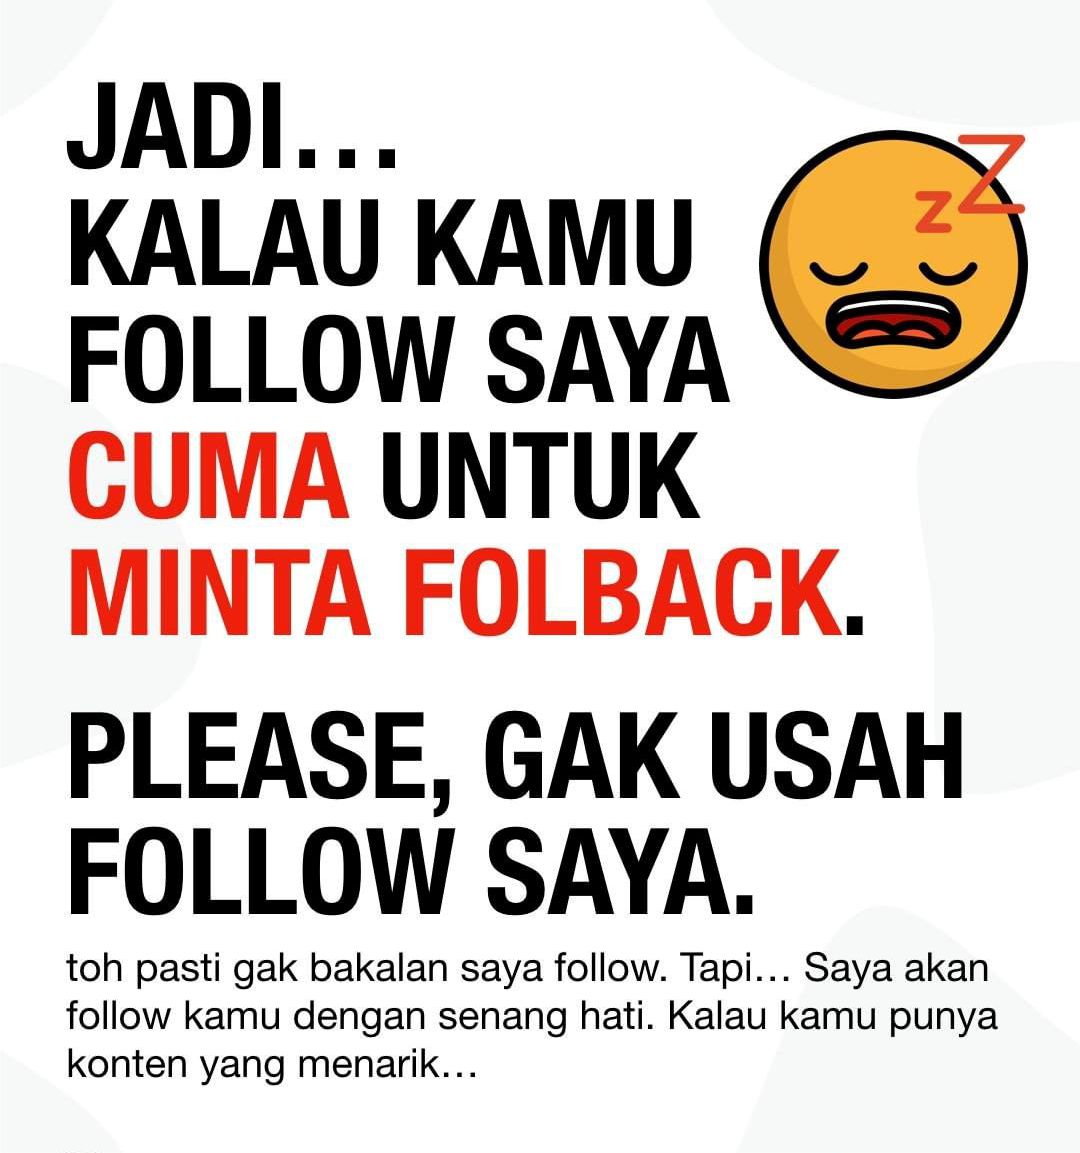 JADI...
KALAU KAMU
FOLLOW SAYA
CUMA UNTUK
MINTA FOLBACK.
PLEASE, GAK USAH
FOLLOW SAYA.
toh pasti gak bakalan saya follow. Tapi... Saya akan
follow kamu dengan senang hati. Kalau kamu punya
konten yang menarik...
zZ